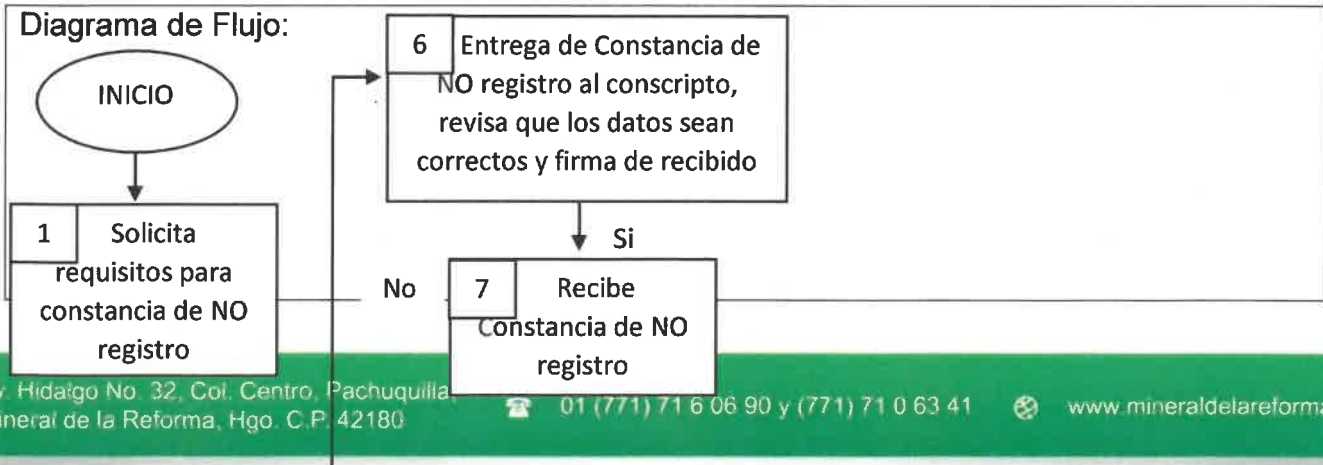 Diagrama de Flujo:
INICIO
1 Solicita
requisitos para
constancia de NO
registro
6 Entrega de Constancia de
NO registro al conscripto,
revisa que los datos sean
correctos y firma de recibido
Si
No
7 Recibe
Constancia de NO
registro
. Hidalgo No. 32, Col. Centro, Pachuquilla
ineral de la Reforma, Hgo. C.P. 42180
01 (771) 71 6 06 90 y (771) 71 0 63 41
www.mineraldelareforma